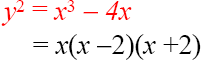 y² = x³ – 4x
= x(x –2)(x +2)